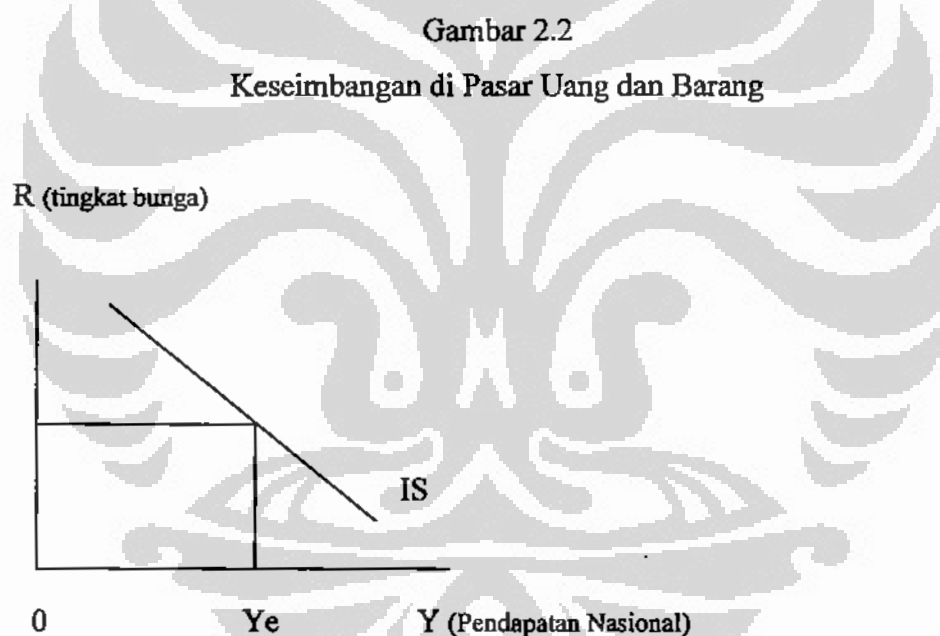 Gambar 2.2
Keseimbangan di Pasar Uang dan Barang
R (tingkat bunga)
IS
0 Ye Y (Pendapatan Nasional)